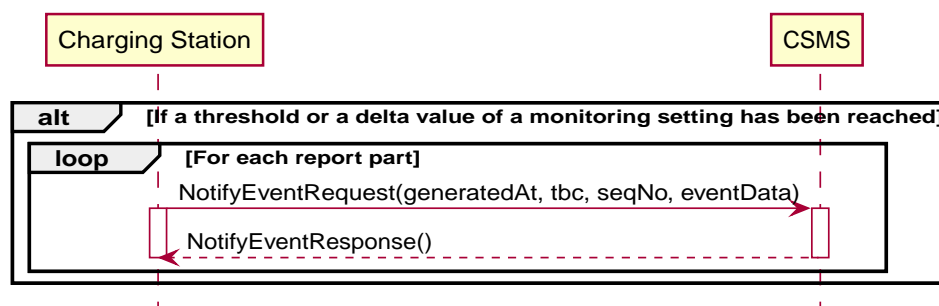 Charging Station
CSMS
alt
[If a threshold or a delta value of a monitoring setting has been reached]
loop
[For each report part]
NotifyEventRequest(generatedAt, tbc, seqNo, eventData)
NotifyEventResponse()